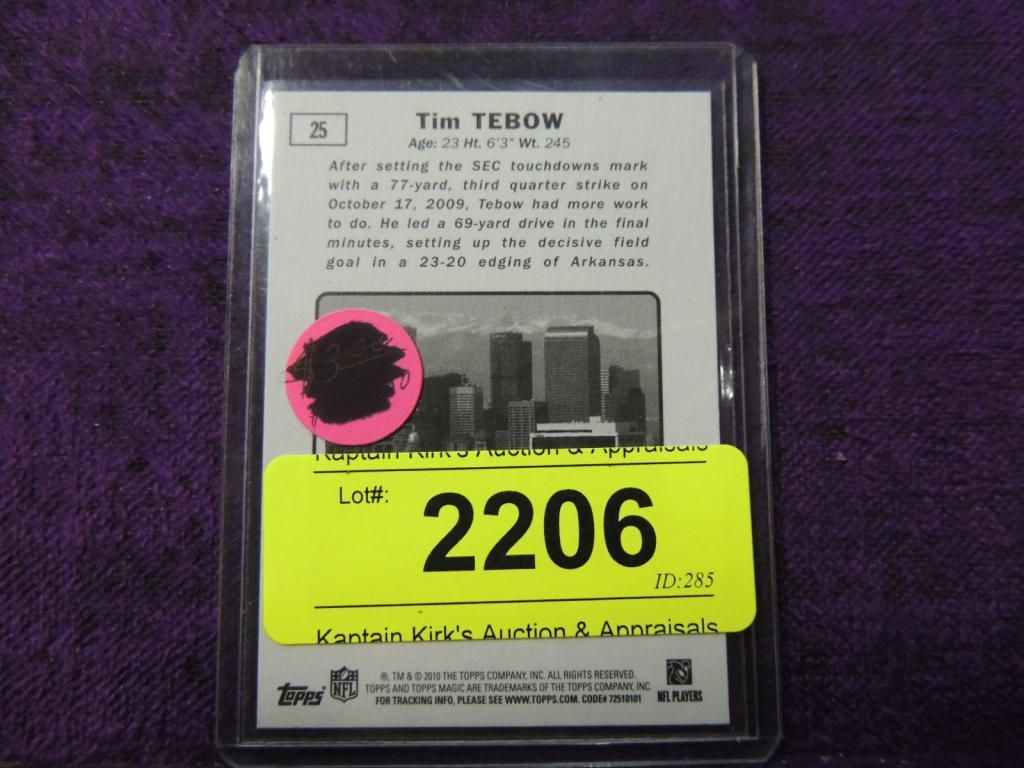 25
Tim TEBOW
Age: 23 Ht. 6'3" Wt. 245
After setting the SEC touchdowns mark
with a 77-yard, third quarter strike on
October 17, 2009, Tebow had more work
to do. He led a 69-yard drive in the final
minutes, setting up the decisive field
goal in a 23-20 edging of Arkansas.
Kaptain Kirk's Auction & Appraisals
Lot#:
2206
ID:285
Kaptain Kirk's Auction & Appraisals
topps
NFL
®, TM & © 2010 THE TOPPS COMPANY, INC. ALL RIGHTS RESERVED.
TOPPS AND TOPPS MAGIC ARE TRADEMARKS OF THE TOPPS COMPANY, INC.
FOR TRACKING INFO, PLEASE SEE WWW.TOPPS.COM. CODE# 72510101
NFL PLAYERS